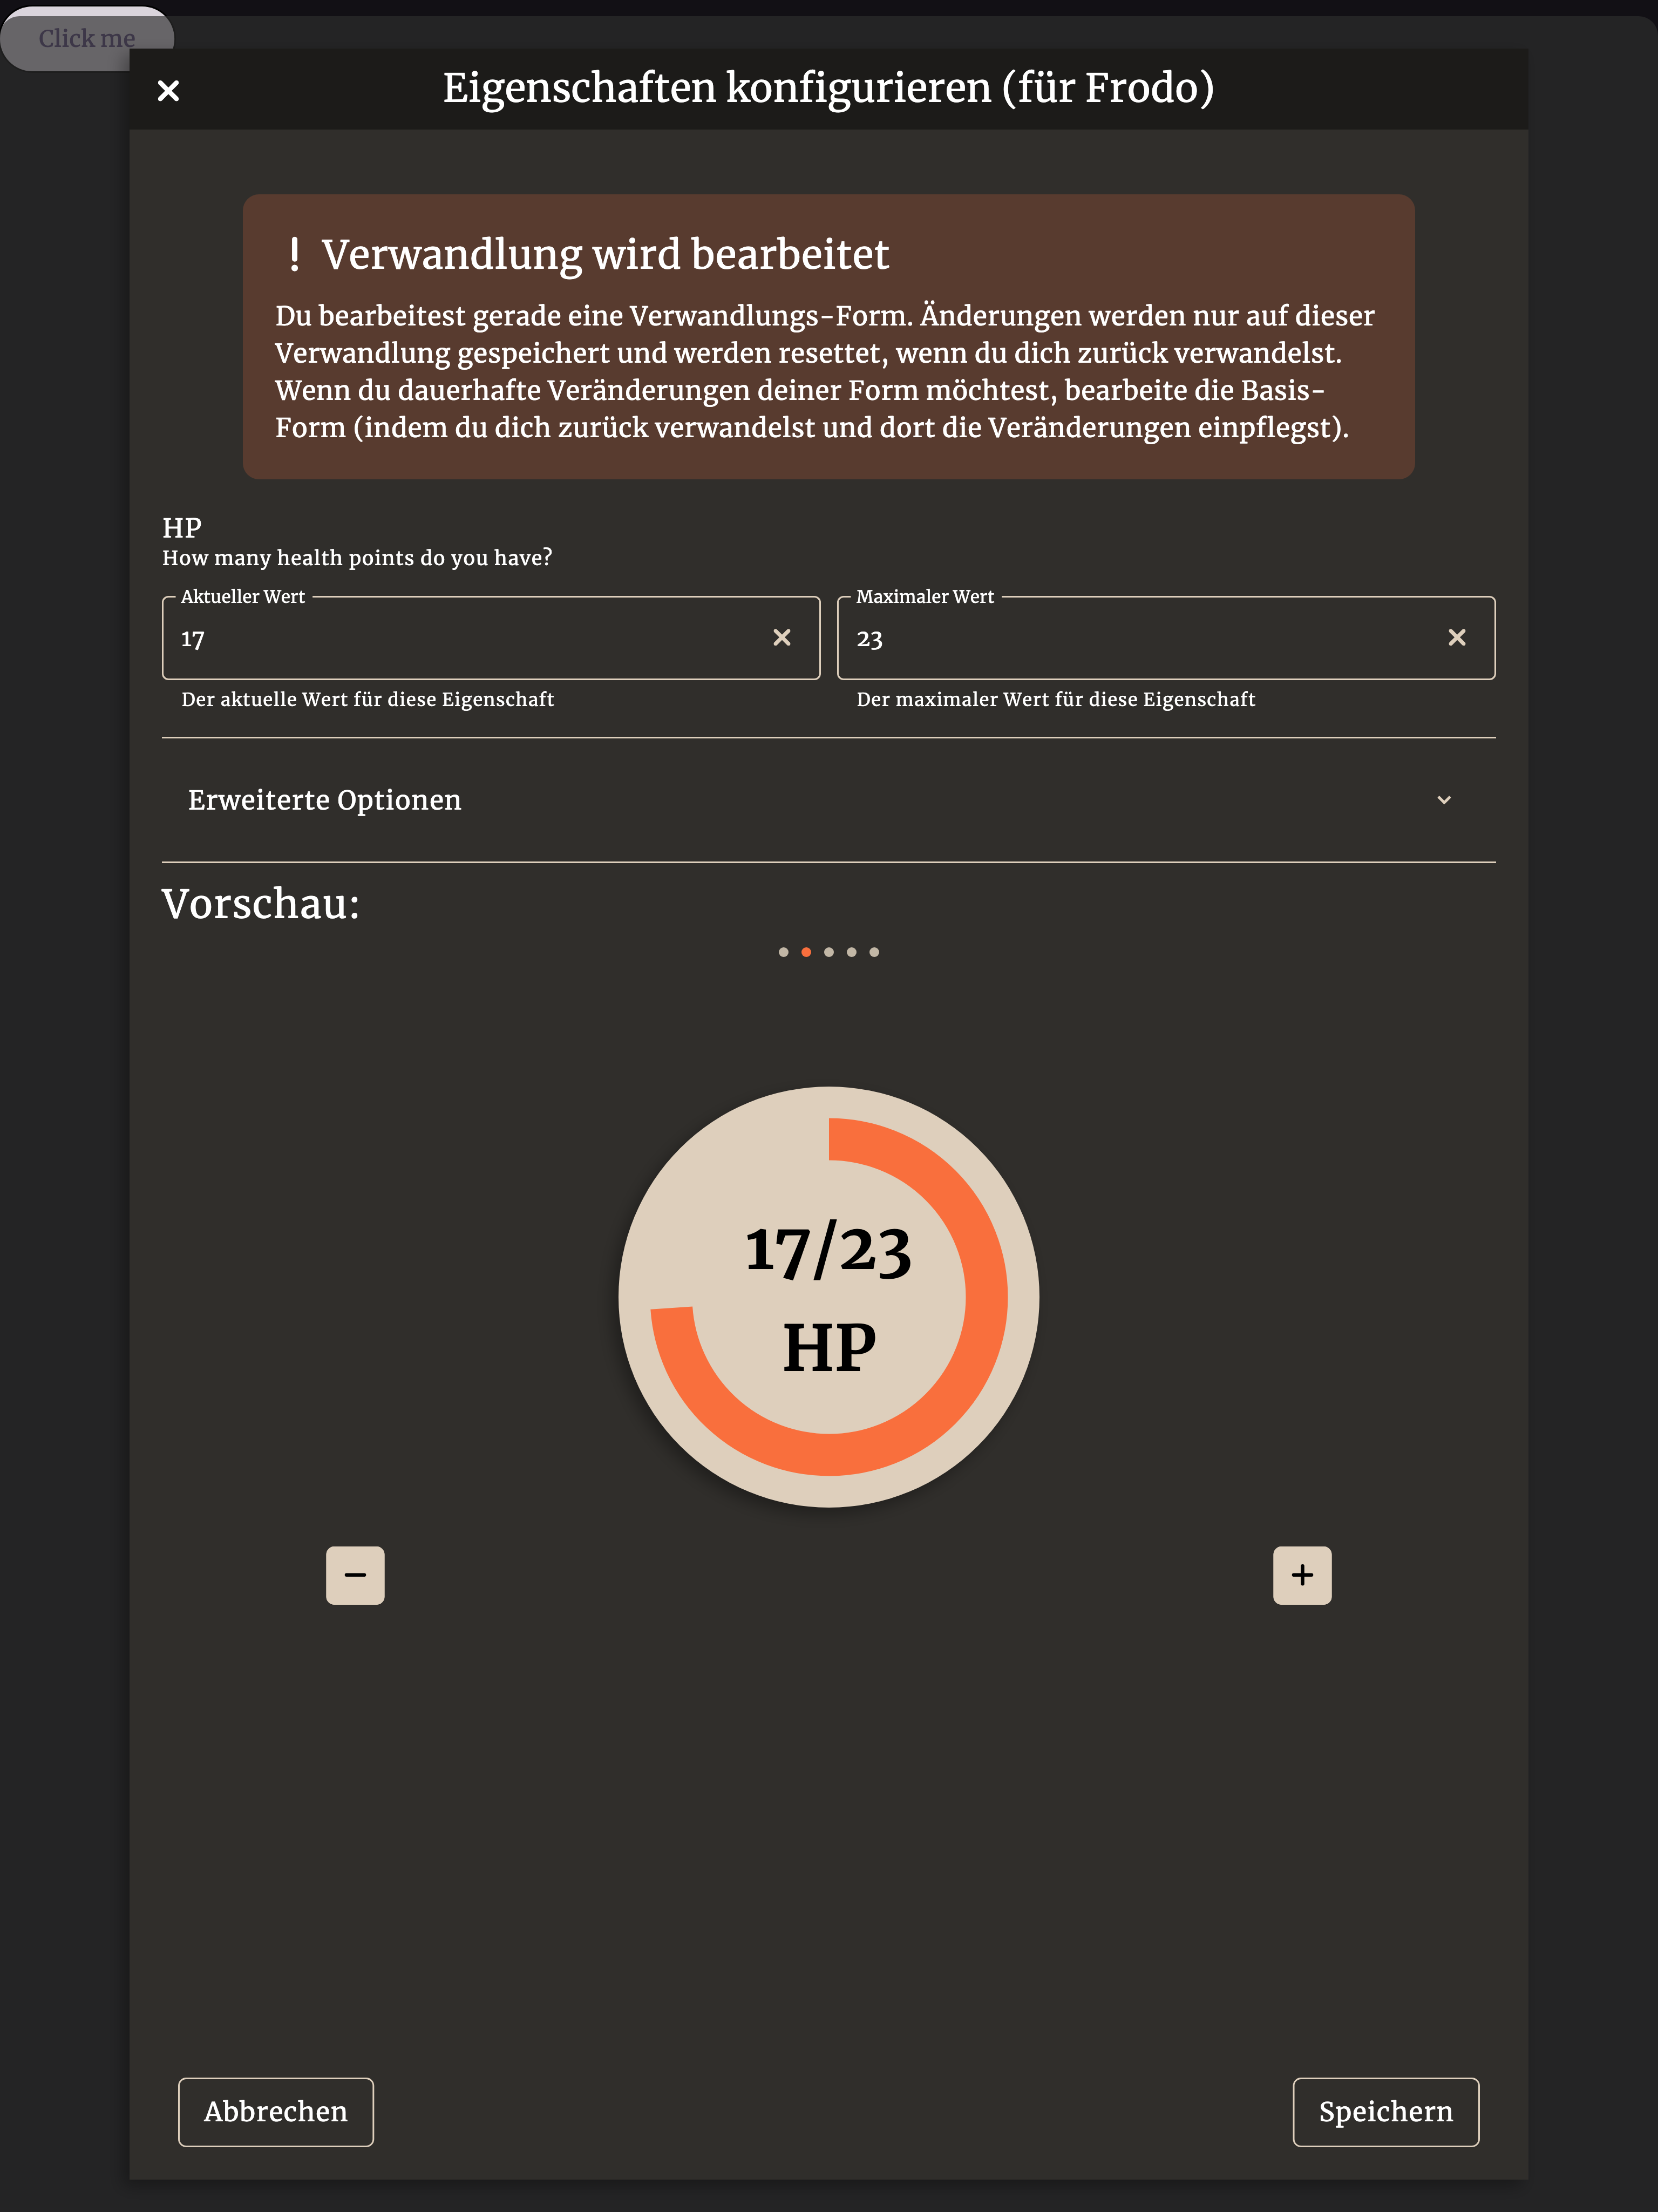 Click me
Eigenschaften konfigurieren (für Frodo)
! Verwandlung wird bearbeitet
Du bearbeitest gerade eine Verwandlungs-Form. Änderungen werden nur auf dieser
Verwandlung gespeichert und werden resettet, wenn du dich zurück verwandelst.
Wenn du dauerhafte Veränderungen deiner Form möchtest, bearbeite die Basis-
Form (indem du dich zurück verwandelst und dort die Veränderungen einpflegst).
HP
How many health points do you have?
Aktueller Wert
17
Der aktuelle Wert für diese Eigenschaft
Maximaler Wert
23
Der maximaler Wert für diese Eigenschaft
Erweiterte Optionen
Vorschau:
17/23
HP
Abbrechen
Speichern